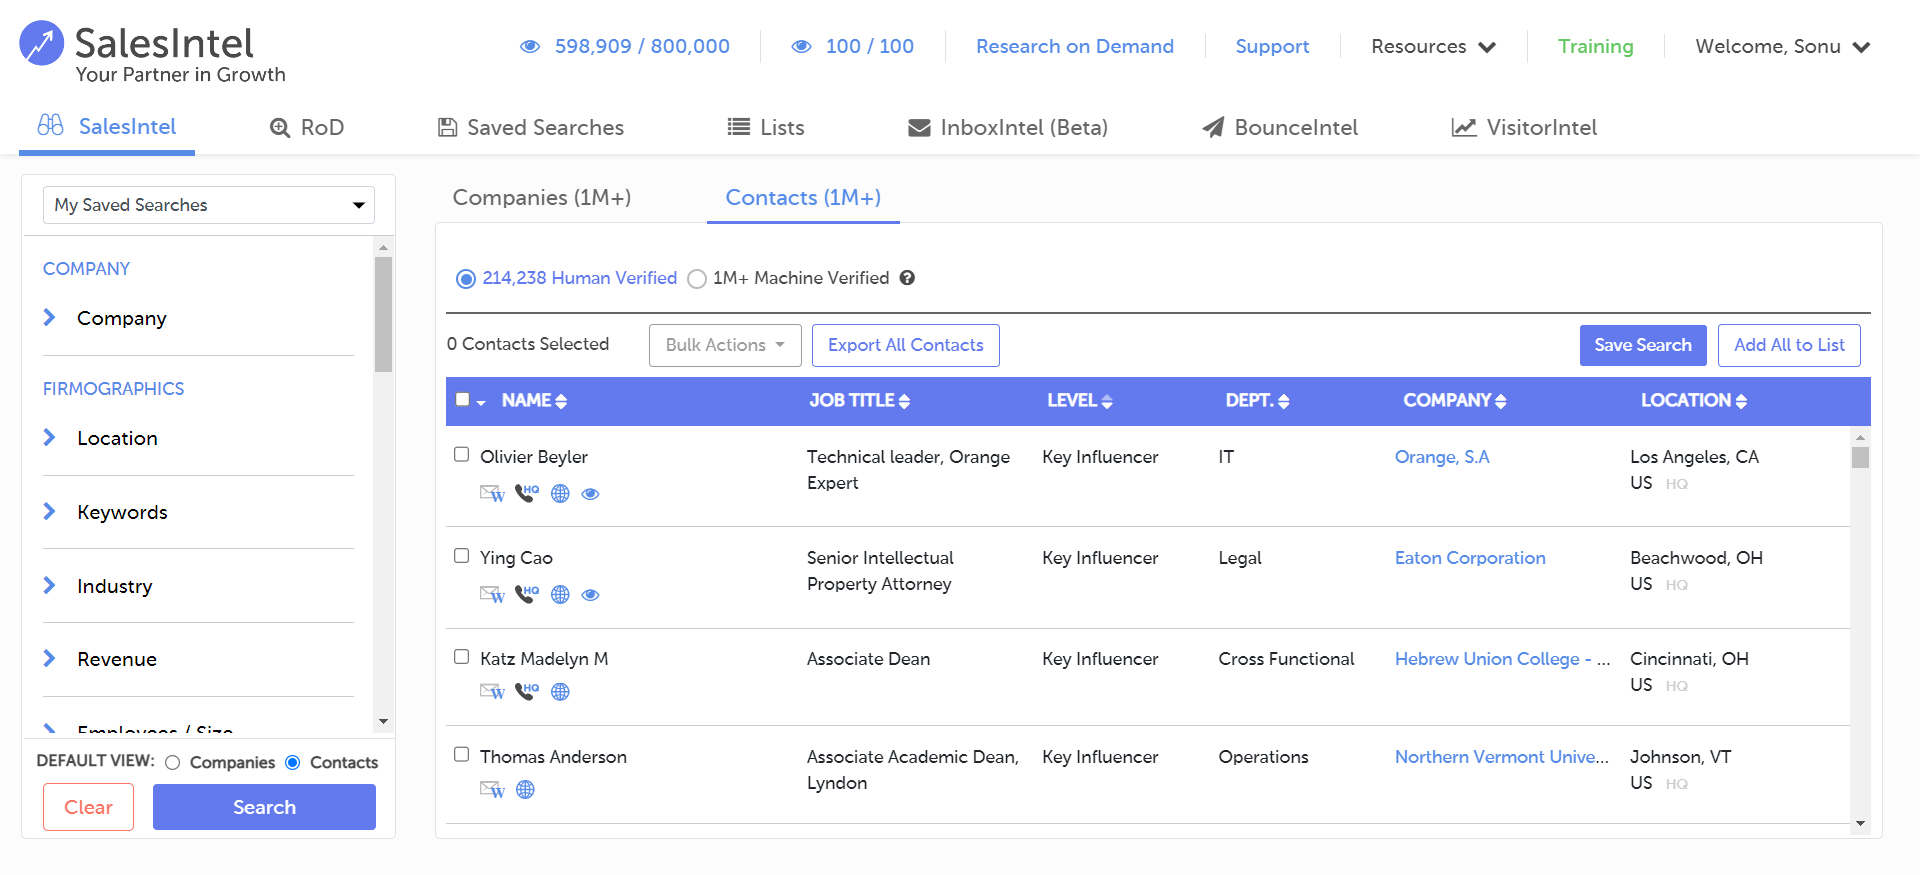 SalesIntel
Your Partner in Growth
598,909 / 800,000
100 / 100
Research on Demand
Support
Resources
Training
Welcome, Sonu
SalesIntel
RoD
Saved Searches
Lists
InboxIntel (Beta)
BounceIntel
VisitorIntel
My Saved Searches
COMPANY
Company
FIRMOGRAPHICS
Location
Keywords
Industry
Revenue
Employees / Size
DEFAULT VIEW: Companies Contacts
Clear
Search
Companies (1M+)
Contacts (1M+)
214,238 Human Verified
1M+ Machine Verified ?
0 Contacts Selected
Bulk Actions
Export All Contacts
Save Search
Add All to List
NAME JOB TITLE LEVEL DEPT. COMPANY LOCATION
Olivier Beyler
W HQ
Technical leader, Orange
Expert
Key Influencer
IT
Orange, S.A
Los Angeles, CA
US HQ
Ying Cao
W HQ
Senior Intellectual
Property Attorney
Key Influencer
Legal
Eaton Corporation
Beachwood, OH
US HQ
Katz Madelyn M
W HQ
Associate Dean
Key Influencer
Cross Functional
Hebrew Union College - ...
Cincinnati, OH
US HQ
Thomas Anderson
W
Associate Academic Dean,
Lyndon
Key Influencer
Operations
Northern Vermont Unive...
Johnson, VT
US HQ